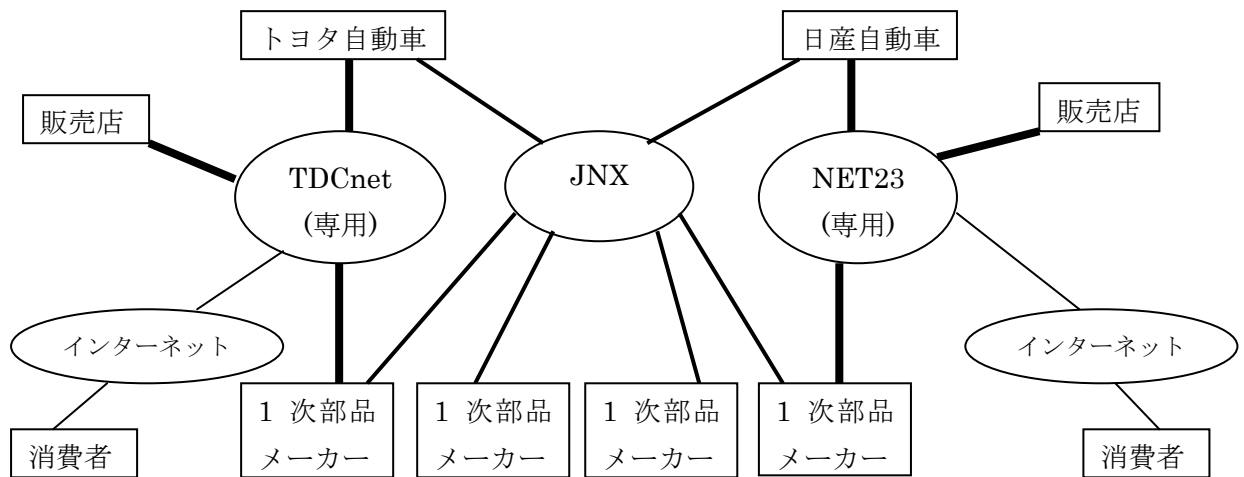 トヨタ自動車
日産自動車
販売店
販売店
TDCnet
(専用)
JNX
NET23
(専用)
インターネット
インターネット
1 次部品
メーカー
1 次部品
メーカー
1 次部品
メーカー
1 次部品
メーカー
消費者
消費者